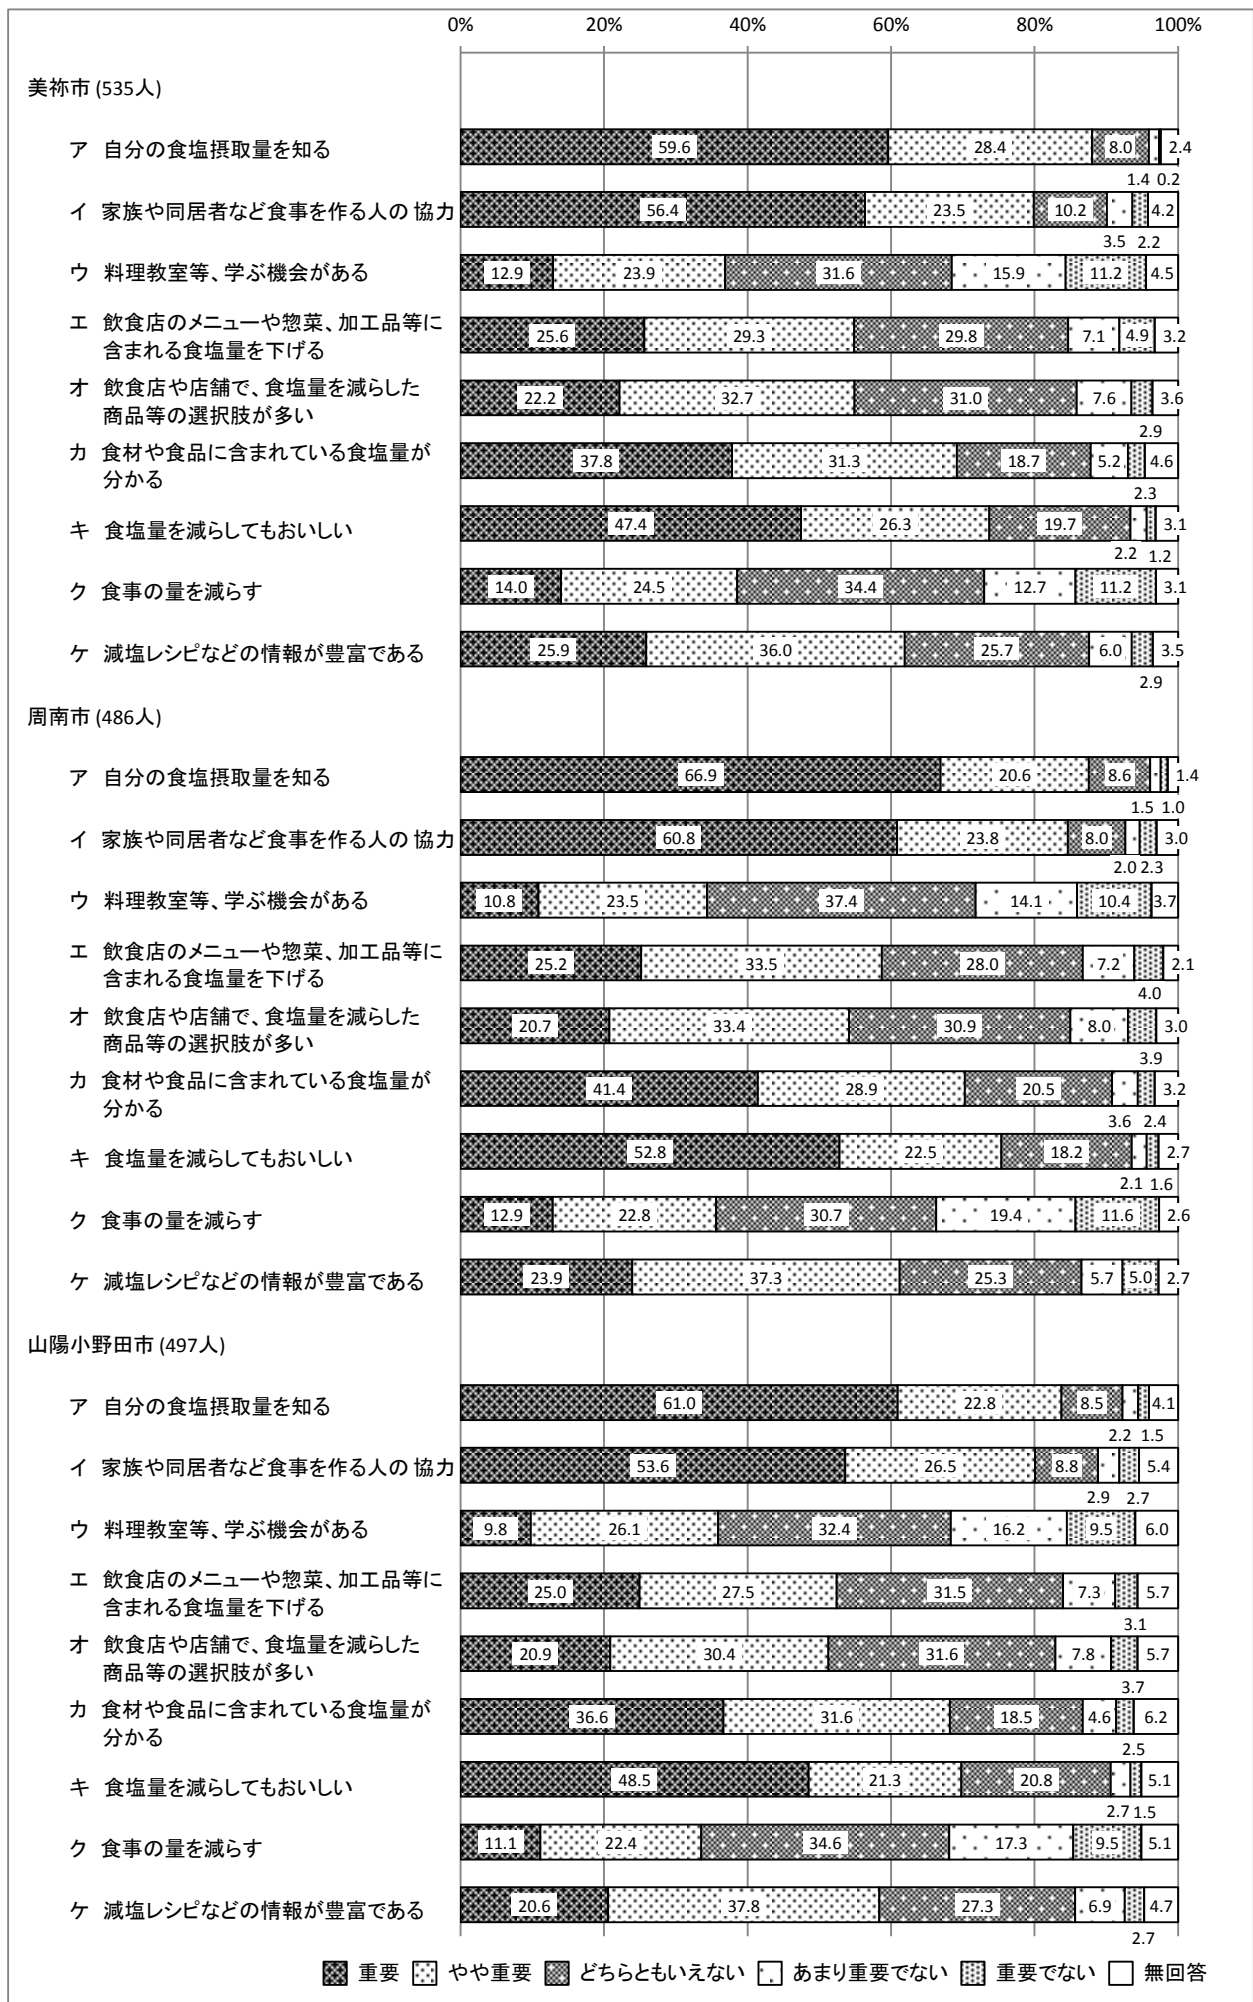 0% 20% 40% 60% 80% 100%
美祢市 (535人)
ア 自分の食塩摂取量を知る 59.6 28.4 8.0 2.4
1.4 0.2
イ 家族や同居者など食事を作る人の 協力 56.4 23.5 10.2 4.2
3.5 2.2
ウ 料理教室等、学ぶ機会がある 12.9 23.9 31.6 15.9 11.2 4.5
エ 飲食店のメニューや惣菜、加工品等に
含まれる食塩量を下げる 25.6 29.3 29.8 7.1 4.9 3.2
オ 飲食店や店舗で、食塩量を減らした
商品等の選択肢が多い 22.2 32.7 31.0 7.6 3.6
2.9
カ 食材や食品に含まれている食塩量が
分かる 37.8 31.3 18.7 5.2 4.6
2.3
キ 食塩量を減らしてもおいしい 47.4 26.3 19.7 3.1
2.2 1.2
ク 食事の量を減らす 14.0 24.5 34.4 12.7 11.2 3.1
ケ 減塩レシピなどの情報が豊富である 25.9 36.0 25.7 6.0 3.5
2.9
周南市 (486人)
ア 自分の食塩摂取量を知る 66.9 20.6 8.6 1.4
1.5 1.0
イ 家族や同居者など食事を作る人の 協力 60.8 23.8 8.0 3.0
2.0 2.3
ウ 料理教室等、学ぶ機会がある 10.8 23.5 37.4 14.1 10.4 3.7
エ 飲食店のメニューや惣菜、加工品等に
含まれる食塩量を下げる 25.2 33.5 28.0 7.2 2.1
4.0
オ 飲食店や店舗で、食塩量を減らした
商品等の選択肢が多い 20.7 33.4 30.9 8.0 3.0
3.9
カ 食材や食品に含まれている食塩量が
分かる 41.4 28.9 20.5 3.2
3.6 2.4
キ 食塩量を減らしてもおいしい 52.8 22.5 18.2 2.7
2.1 1.6
ク 食事の量を減らす 12.9 22.8 30.7 19.4 11.6 2.6
ケ 減塩レシピなどの情報が豊富である 23.9 37.3 25.3 5.7 5.0 2.7
山陽小野田市 (497人)
ア 自分の食塩摂取量を知る 61.0 22.8 8.5 4.1
2.2 1.5
イ 家族や同居者など食事を作る人の 協力 53.6 26.5 8.8 5.4
2.9 2.7
ウ 料理教室等、学ぶ機会がある 9.8 26.1 32.4 16.2 9.5 6.0
エ 飲食店のメニューや惣菜、加工品等に
含まれる食塩量を下げる 25.0 27.5 31.5 7.3 5.7
3.1
オ 飲食店や店舗で、食塩量を減らした
商品等の選択肢が多い 20.9 30.4 31.6 7.8 5.7
3.7
カ 食材や食品に含まれている食塩量が
分かる 36.6 31.6 18.5 4.6 6.2
2.5
キ 食塩量を減らしてもおいしい 48.5 21.3 20.8 5.1
2.7 1.5
ク 食事の量を減らす 11.1 22.4 34.6 17.3 9.5 5.1
ケ 減塩レシピなどの情報が豊富である 20.6 37.8 27.3 6.9 4.7
2.7
重要 やや重要 どちらともいえない あまり重要でない 重要でない 無回答